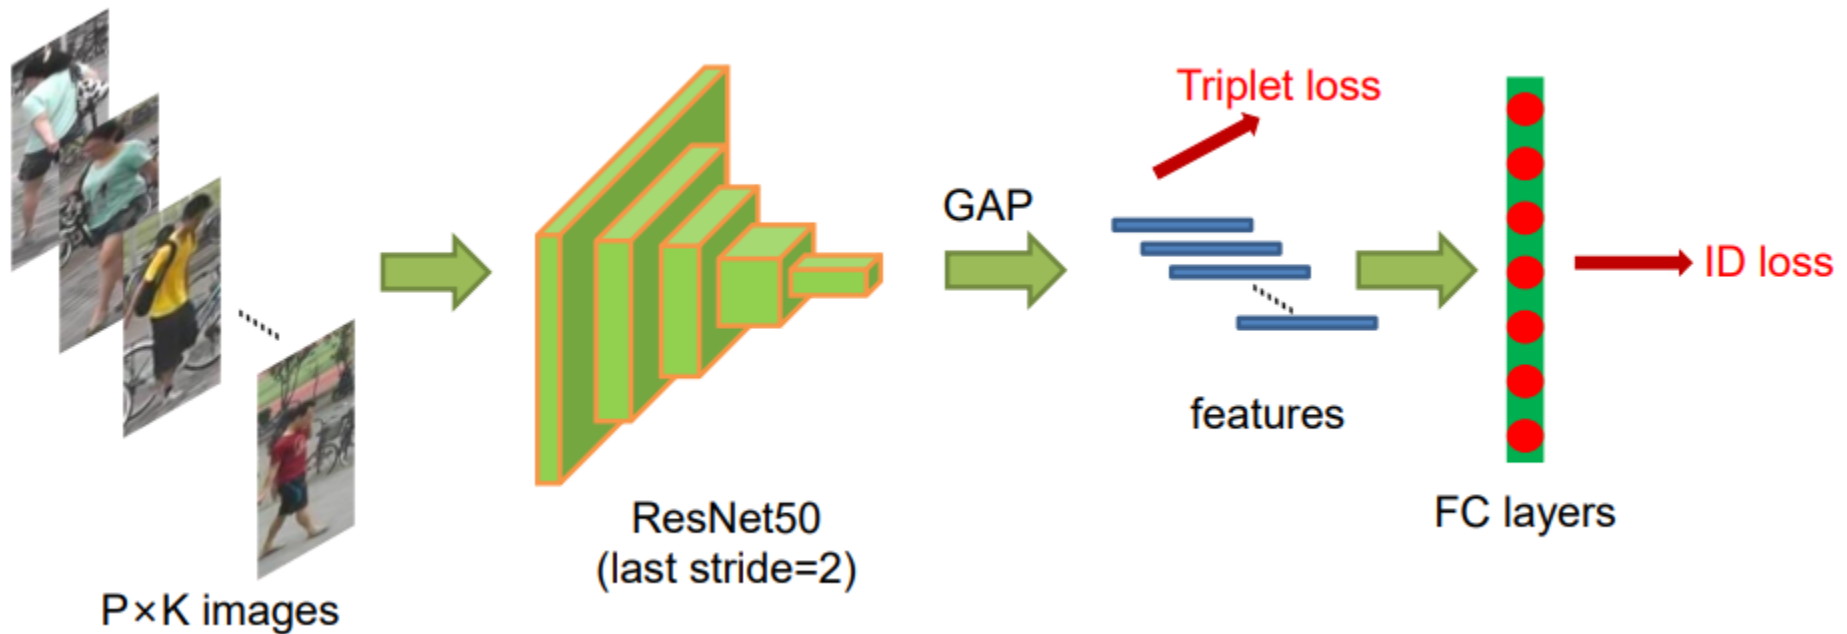 P×K images
ResNet50
(last stride=2)
GAP
Triplet loss
features
FC layers
ID loss